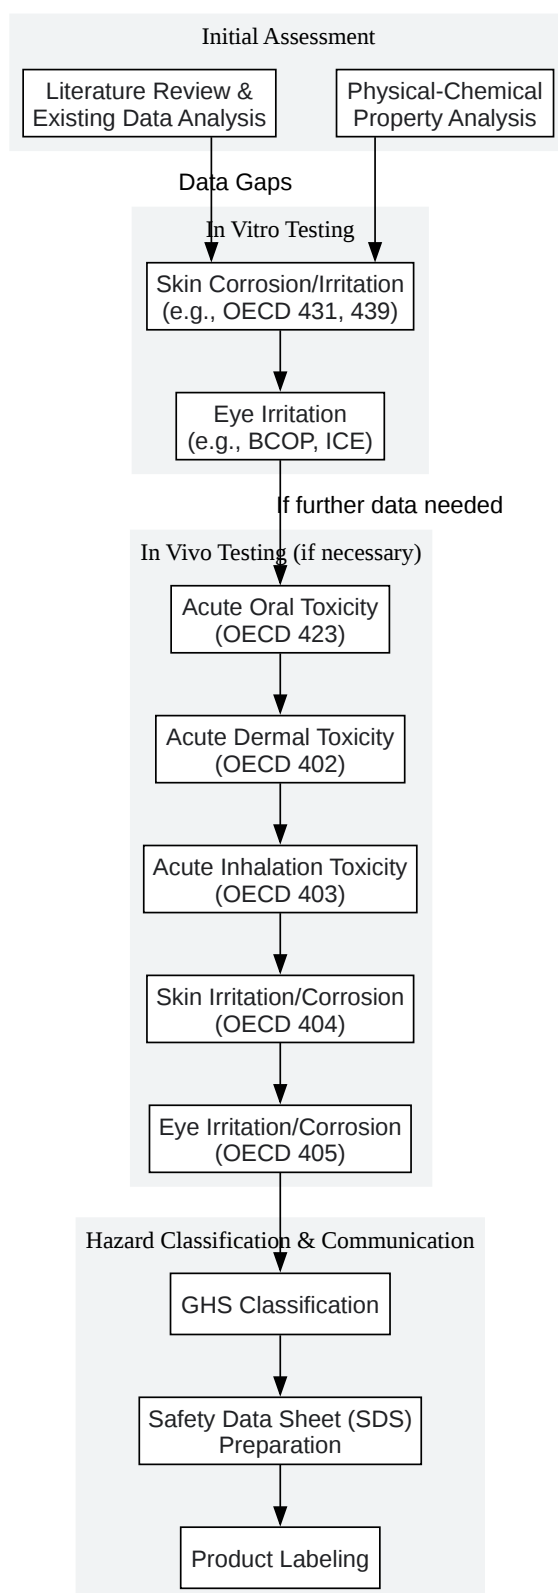 Initial Assessment
Literature Review &
Existing Data Analysis
Physical-Chemical
Property Analysis
Data Gaps
In Vitro Testing
Skin Corrosion/Irritation
(e.g., OECD 431, 439)
Eye Irritation
(e.g., BCOP, ICE)
If further data needed
In Vivo Testing (if necessary)
Acute Oral Toxicity
(OECD 423)
Acute Dermal Toxicity
(OECD 402)
Acute Inhalation Toxicity
(OECD 403)
Skin Irritation/Corrosion
(OECD 404)
Eye Irritation/Corrosion
(OECD 405)
Hazard Classification & Communication
GHS Classification
Safety Data Sheet (SDS)
Preparation
Product Labeling